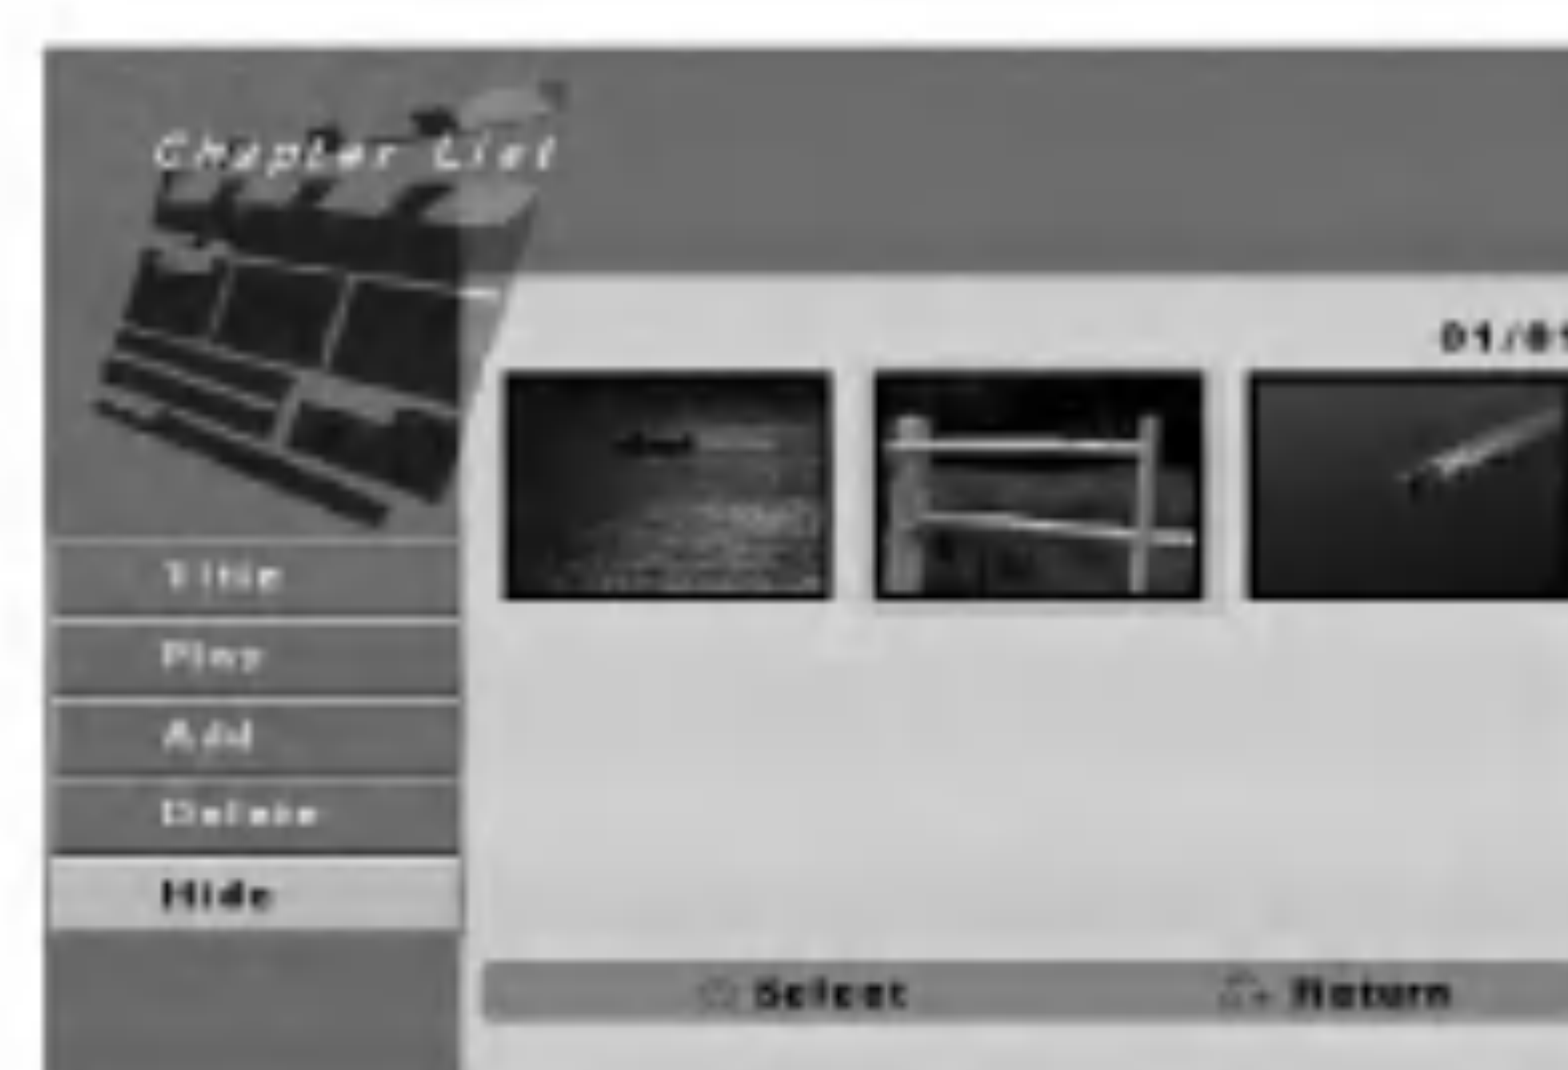 Chapter List
01/01
Title
Play
Add
Delete
Hide
Select Return